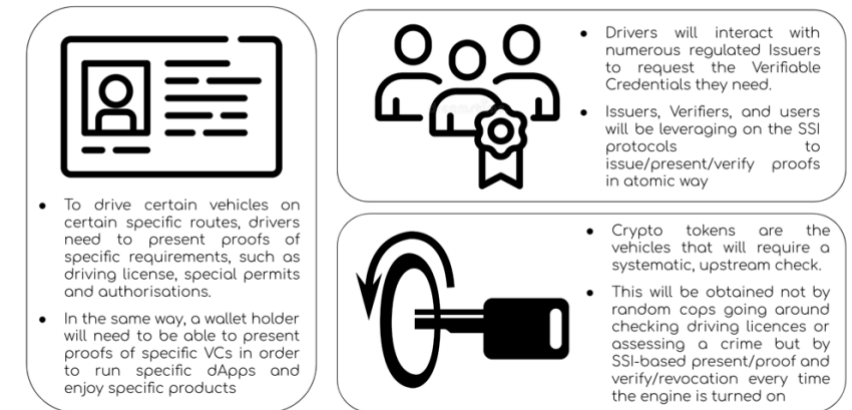 To drive certain vehicles on
certain specific routes, drivers
need to present proofs of
specific requirements, such as
driving license, special permits
and authorisations.
In the same way, a wallet holder
will need to be able to present
proofs of specific VCs in order
to run specific dApps and
enjoy specific products
Drivers will interact with
numerous regulated Issuers
to request the Verifiable
Credentials they need.
Issuers, Verifiers, and users
will be leveraging on the SSI
protocols to
issue/present/verify proofs
in atomic way
Crypto tokens are the
vehicles that will require a
systematic, upstream check.
This will be obtained not by
random cops going around
checking driving licences or
assessing a crime but by
SSI-based present/proof and
verify/revocation every time
the engine is turned on